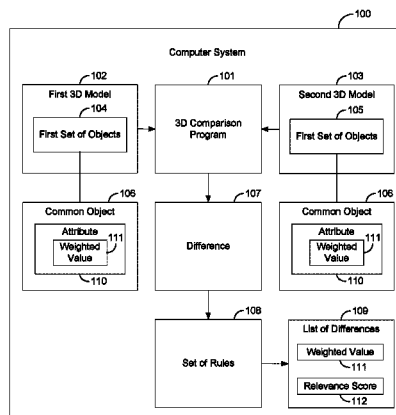 100
Computer System
102
First 3D Model
104
First Set of Objects
101
3D Comparison
Program
103
Second 3D Model
105
First Set of Objects
106
Common Object
Attribute
111
Weighted
Value
110
107
Difference
106
Common Object
Attribute
111
Weighted
Value
110
108
Set of Rules
109
List of Differences
Weighted Value
111
Relevance Score
112